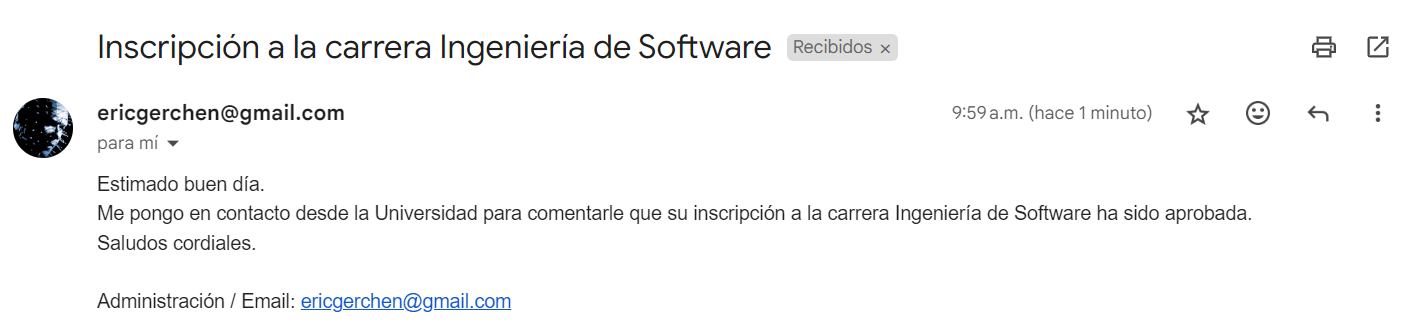 Inscripción a la carrera Ingeniería de Software Recibidos ×
ericgerchen@gmail.com 9:59 a.m. (hace 1 minuto)
para mí
Estimado buen día.
Me pongo en contacto desde la Universidad para comentarle que su inscripción a la carrera Ingeniería de Software ha sido aprobada.
Saludos cordiales.
Administración / Email: ericgerchen@gmail.com